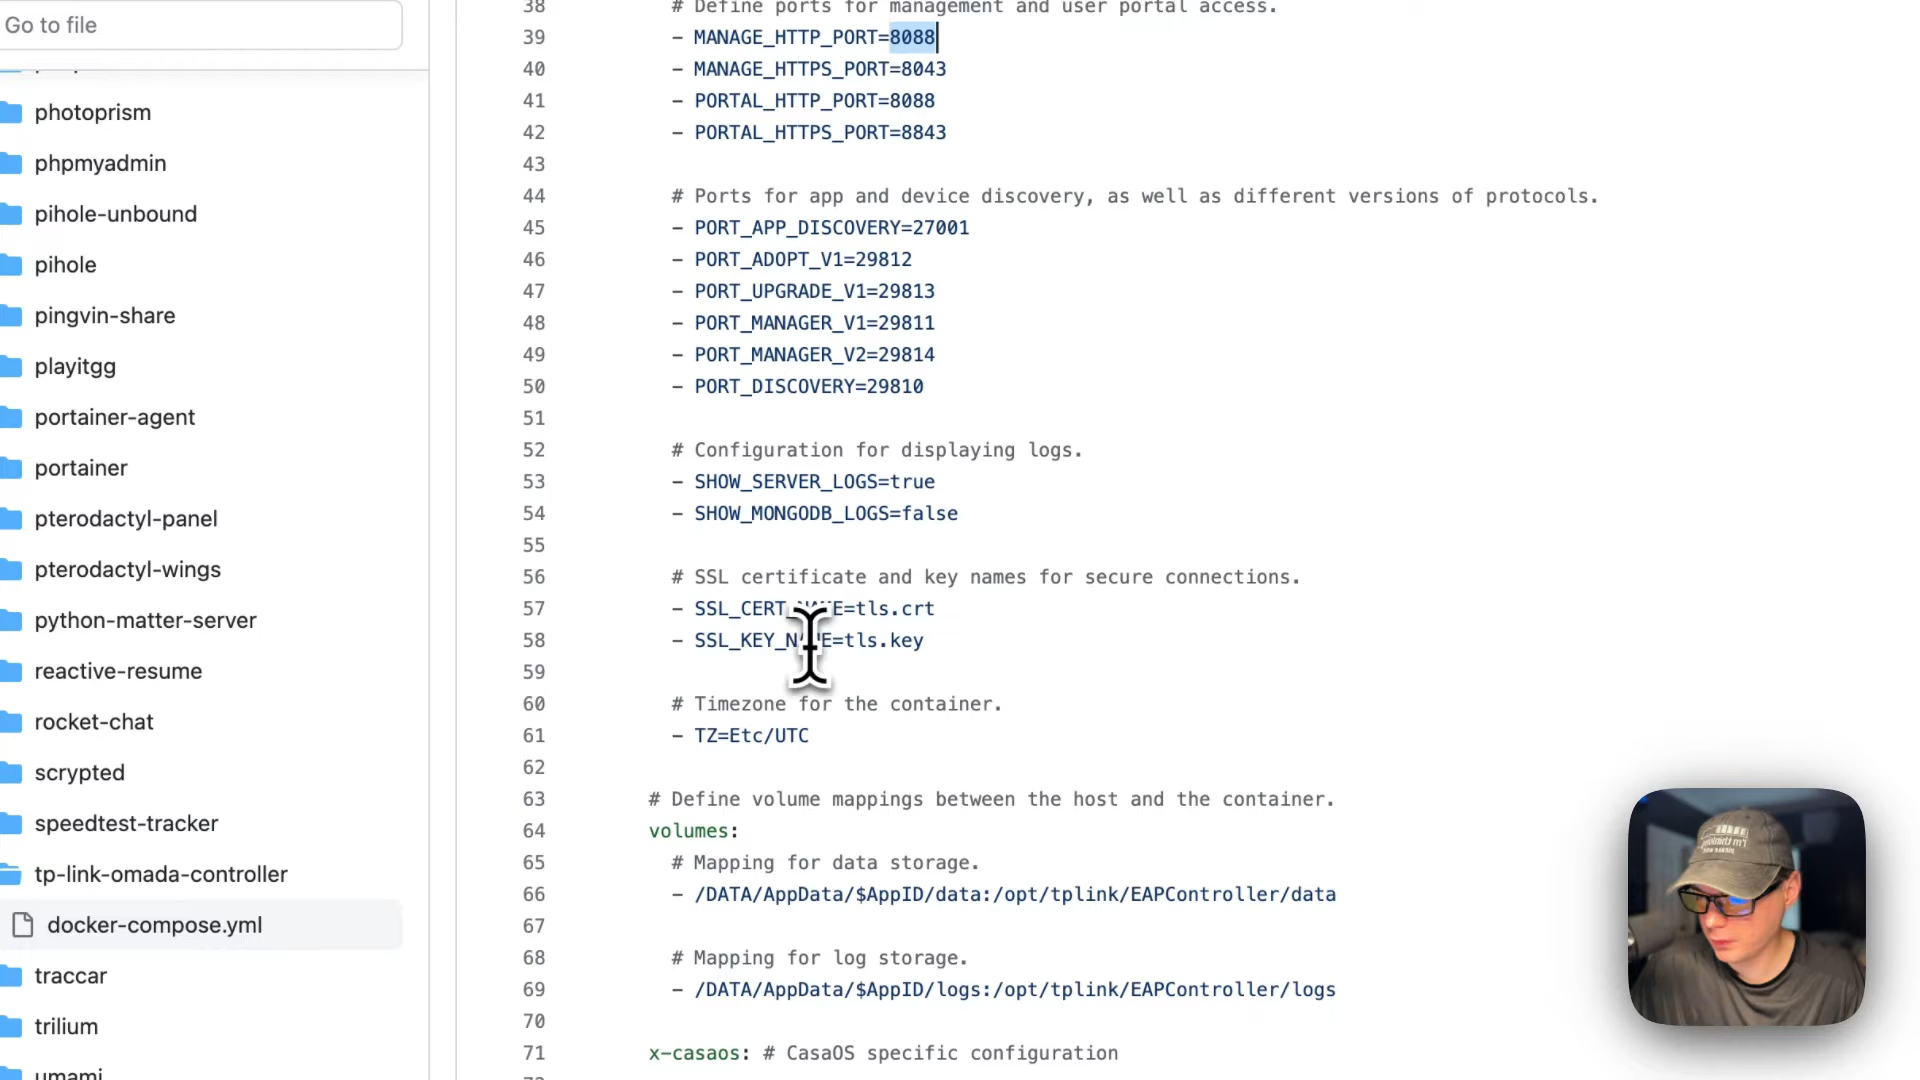 Go to file
photoprism
phpmyadmin
pihole-unbound
pihole
pingvin-share
playitgg
portainer-agent
portainer
pterodactyl-panel
pterodactyl-wings
python-matter-server
reactive-resume
rocket-chat
scrypted
speedtest-tracker
tp-link-omada-controller
docker-compose.yml
traccar
trilium
umami
38 # Define ports for management and user portal access.
39 - MANAGE_HTTP_PORT=8088
40 - MANAGE_HTTPS_PORT=8043
41 - PORTAL_HTTP_PORT=8088
42 - PORTAL_HTTPS_PORT=8843
43
44 # Ports for app and device discovery, as well as different versions of protocols.
45 - PORT_APP_DISCOVERY=27001
46 - PORT_ADOPT_V1=29812
47 - PORT_UPGRADE_V1=29813
48 - PORT_MANAGER_V1=29811
49 - PORT_MANAGER_V2=29814
50 - PORT_DISCOVERY=29810
51
52 # Configuration for displaying logs.
53 - SHOW_SERVER_LOGS=true
54 - SHOW_MONGODB_LOGS=false
55
56 # SSL certificate and key names for secure connections.
57 - SSL_CERT_NAME=tls.crt
58 - SSL_KEY_NAME=tls.key
59
60 # Timezone for the container.
61 - TZ=Etc/UTC
62
63 # Define volume mappings between the host and the container.
64 volumes:
65 # Mapping for data storage.
66 - /DATA/AppData/$AppID/data:/opt/tplink/EAPController/data
67
68 # Mapping for log storage.
69 - /DATA/AppData/$AppID/logs:/opt/tplink/EAPController/logs
70
71 x-casaos: # CasaOS specific configuration